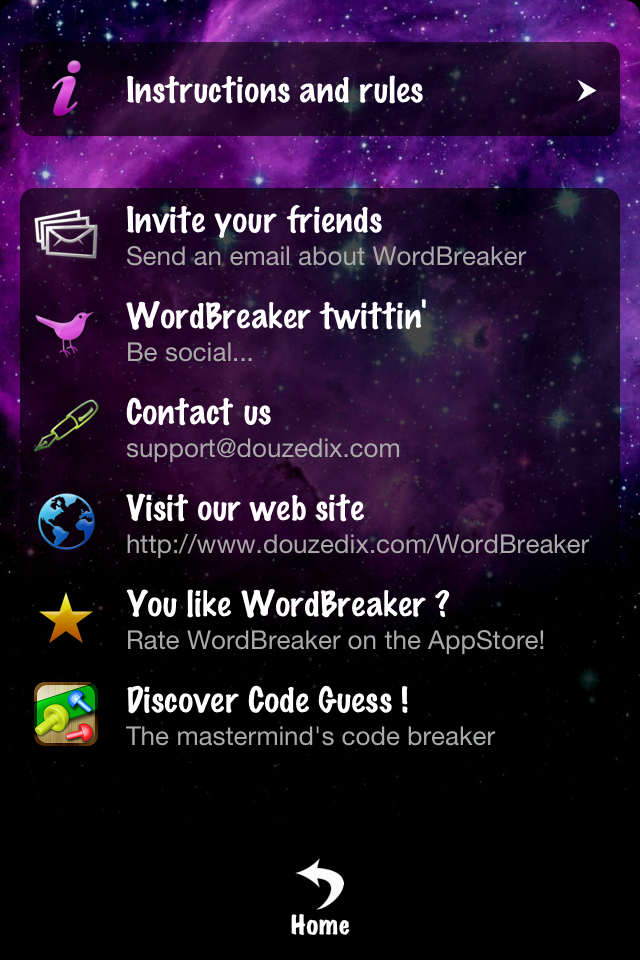 Instructions and rules
Invite your friends
Send an email about WordBreaker
WordBreaker twittin'
Be social...
Contact us
support@douzedix.com
Visit our web site
http://www.douzedix.com/WordBreaker
You like WordBreaker ?
Rate WordBreaker on the AppStore!
Discover Code Guess !
The mastermind's code breaker
Home